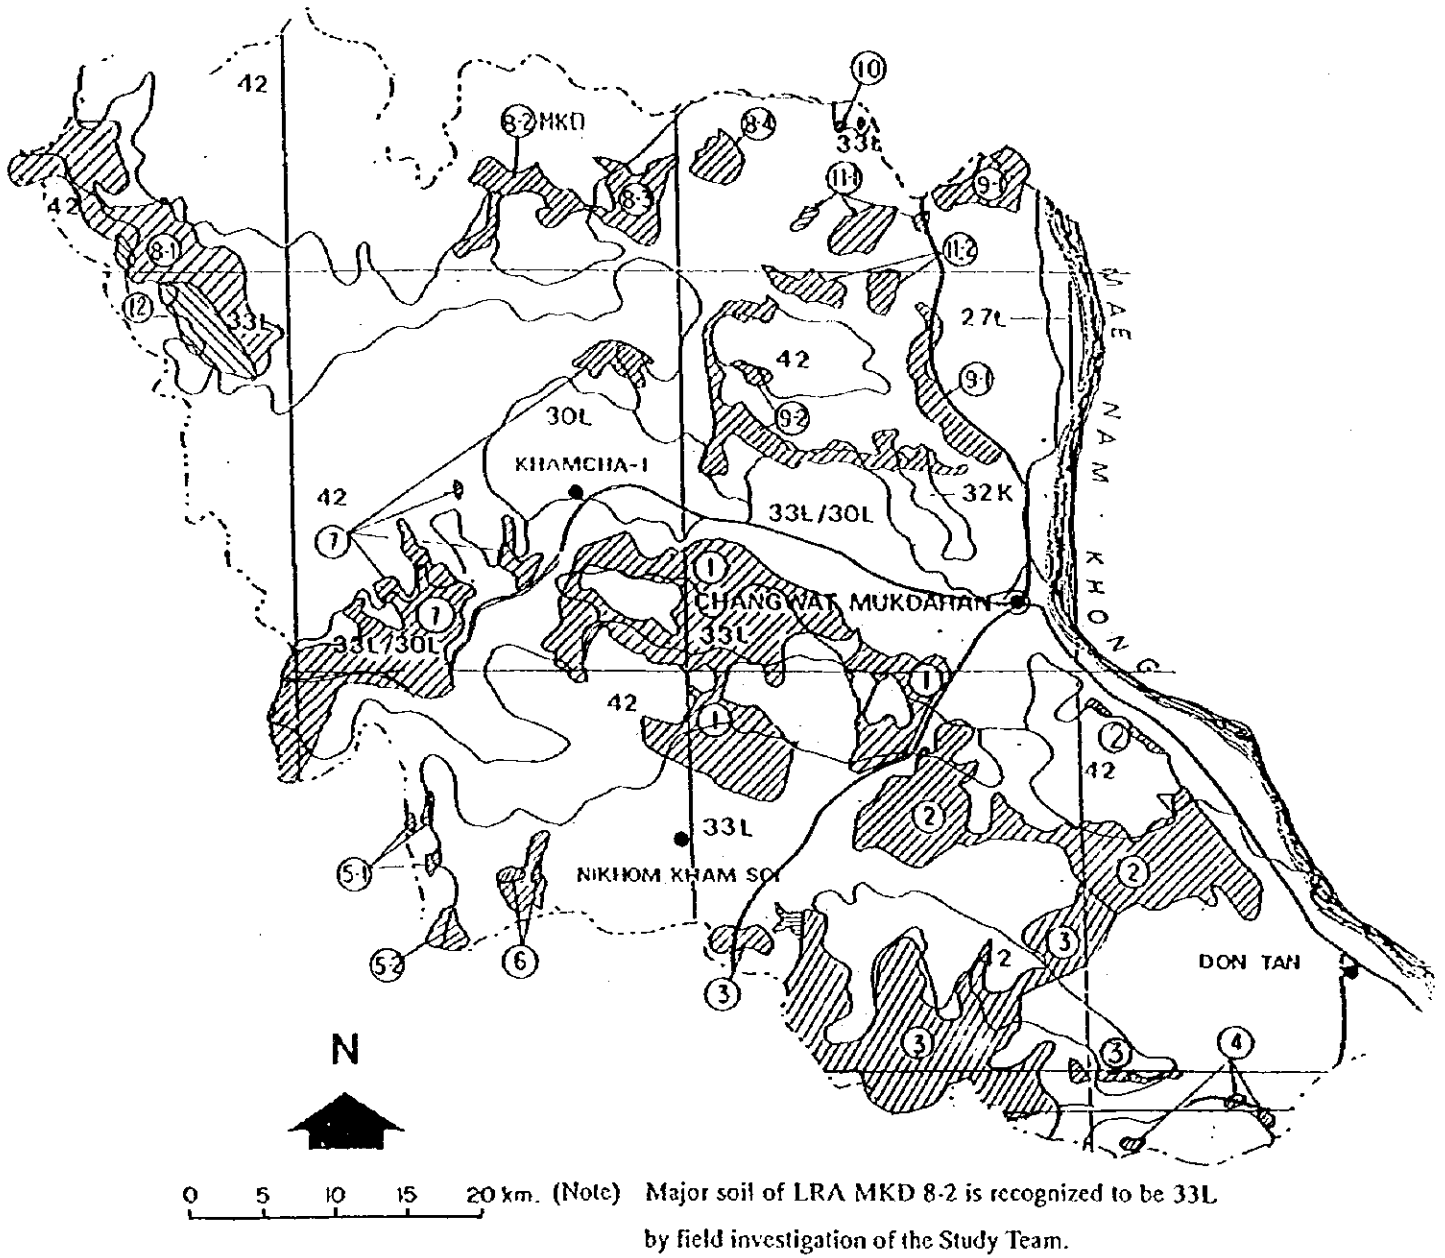 10
42
8-2 MKD
8-4
33L
11-1
9-1
8-3
42
8-1
11-2
MAE NAM KHONG
12
33L
27L
42
9-1
30L
9-2
KHAMCHA-I
42
32K
33L/30L
7
1
CHANGWAT MUKDAHAN
7
33L/30L
33L
1
42
1
2
42
2
33L
5-1
NIKHOM KHAM SOI
2
3
42
5-2
6
DON TAN
3
3
3
4
N
0 5 10 15 20 km. (Note) Major soil of LRA MKD 8-2 is recognized to be 33L
by field investigation of the Study Team.